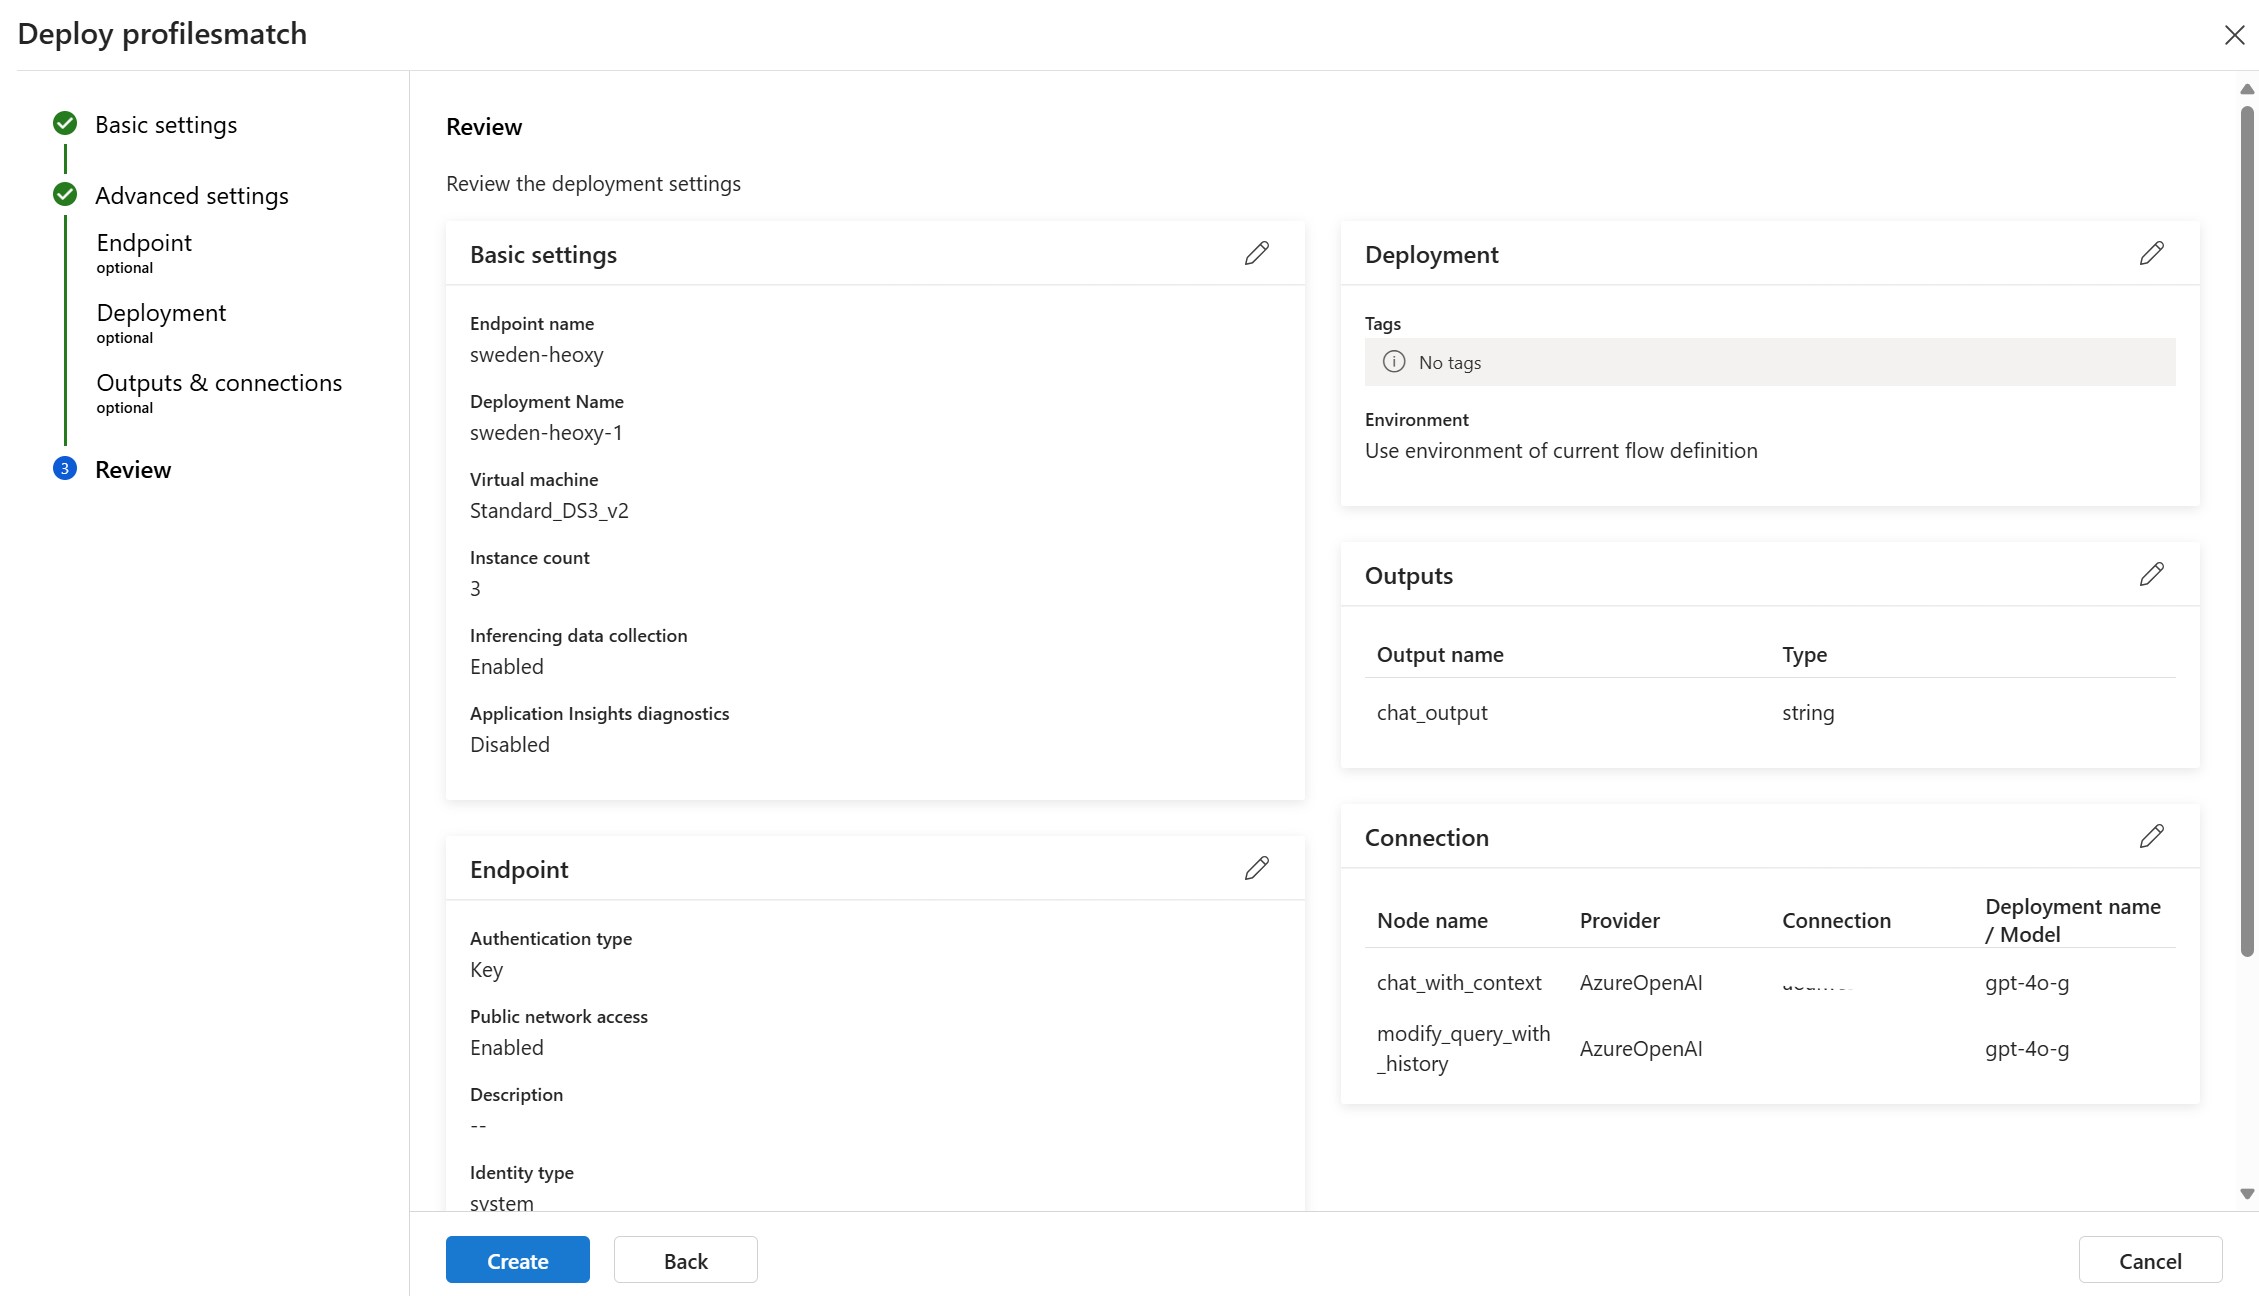 Deploy profilesmatch
Basic settings
Advanced settings
Endpoint
optional
Deployment
optional
Outputs & connections
optional
3
Review
Review
Review the deployment settings
Basic settings
Endpoint name
sweden-heoxy
Deployment Name
sweden-heoxy-1
Virtual machine
Standard_DS3_v2
Instance count
3
Inferencing data collection
Enabled
Application Insights diagnostics
Disabled
Endpoint
Authentication type
Key
Public network access
Enabled
Description
--
Identity type
system
Deployment
Tags
No tags
Environment
Use environment of current flow definition
Outputs
Output name Type
chat_output string
Connection
Node name Provider Connection Deployment name
/ Model
chat_with_context AzureOpenAI gpt-4o-g
modify_query_with
_history AzureOpenAI gpt-4o-g
Create Back Cancel